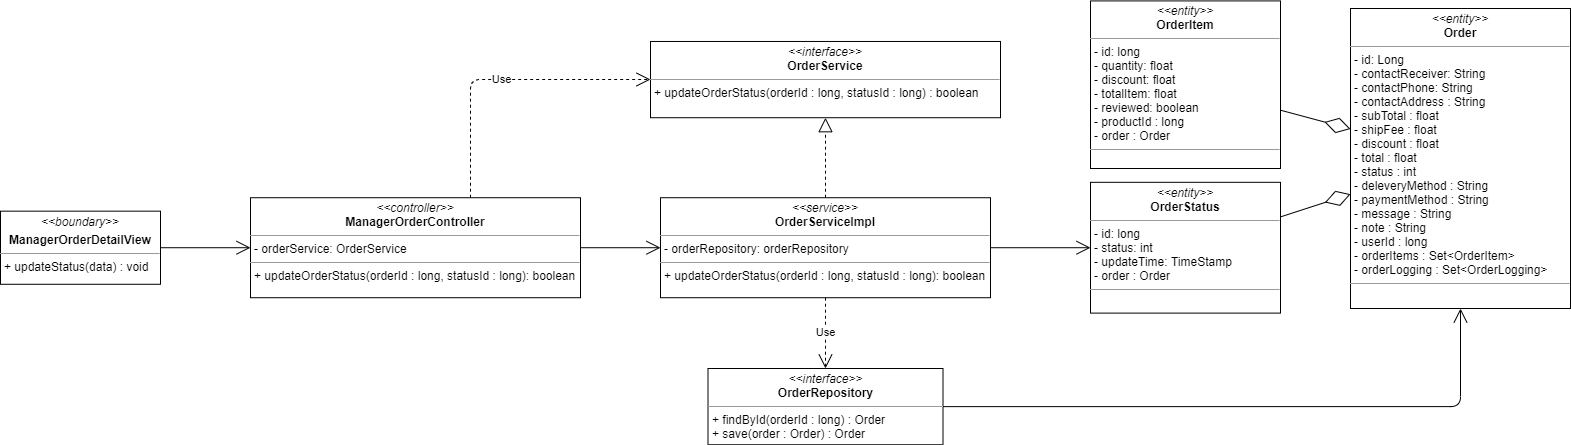 <<boundary>>
ManagerOrderDetailView
+ updateStatus(data) : void
<<controller>>
ManagerOrderController
- orderService: OrderService
+ updateOrderStatus(orderId : long, statusId : long): boolean
Use
<<interface>>
OrderService
+ updateOrderStatus(orderId : long, statusId : long) : boolean
<<service>>
OrderServiceImpl
- orderRepository: orderRepository
+ updateOrderStatus(orderId : long, statusId : long): boolean
Use
<<interface>>
OrderRepository
+ findById(orderId : long) : Order
+ save(order : Order) : Order
<<entity>>
OrderItem
- id: long
- quantity: float
- discount: float
- totalItem: float
- reviewed: boolean
- productId : long
- order : Order
<<entity>>
OrderStatus
- id: long
- status: int
- updateTime: TimeStamp
- order : Order
<<entity>>
Order
- id: Long
- contactReceiver: String
- contactPhone: String
- contactAddress : String
- subTotal : float
- shipFee : float
- discount : float
- total : float
- status : int
- deleveryMethod : String
- paymentMethod : String
- message : String
- note : String
- userId : long
- orderItems : Set<OrderItem>
- orderLogging : Set<OrderLogging>